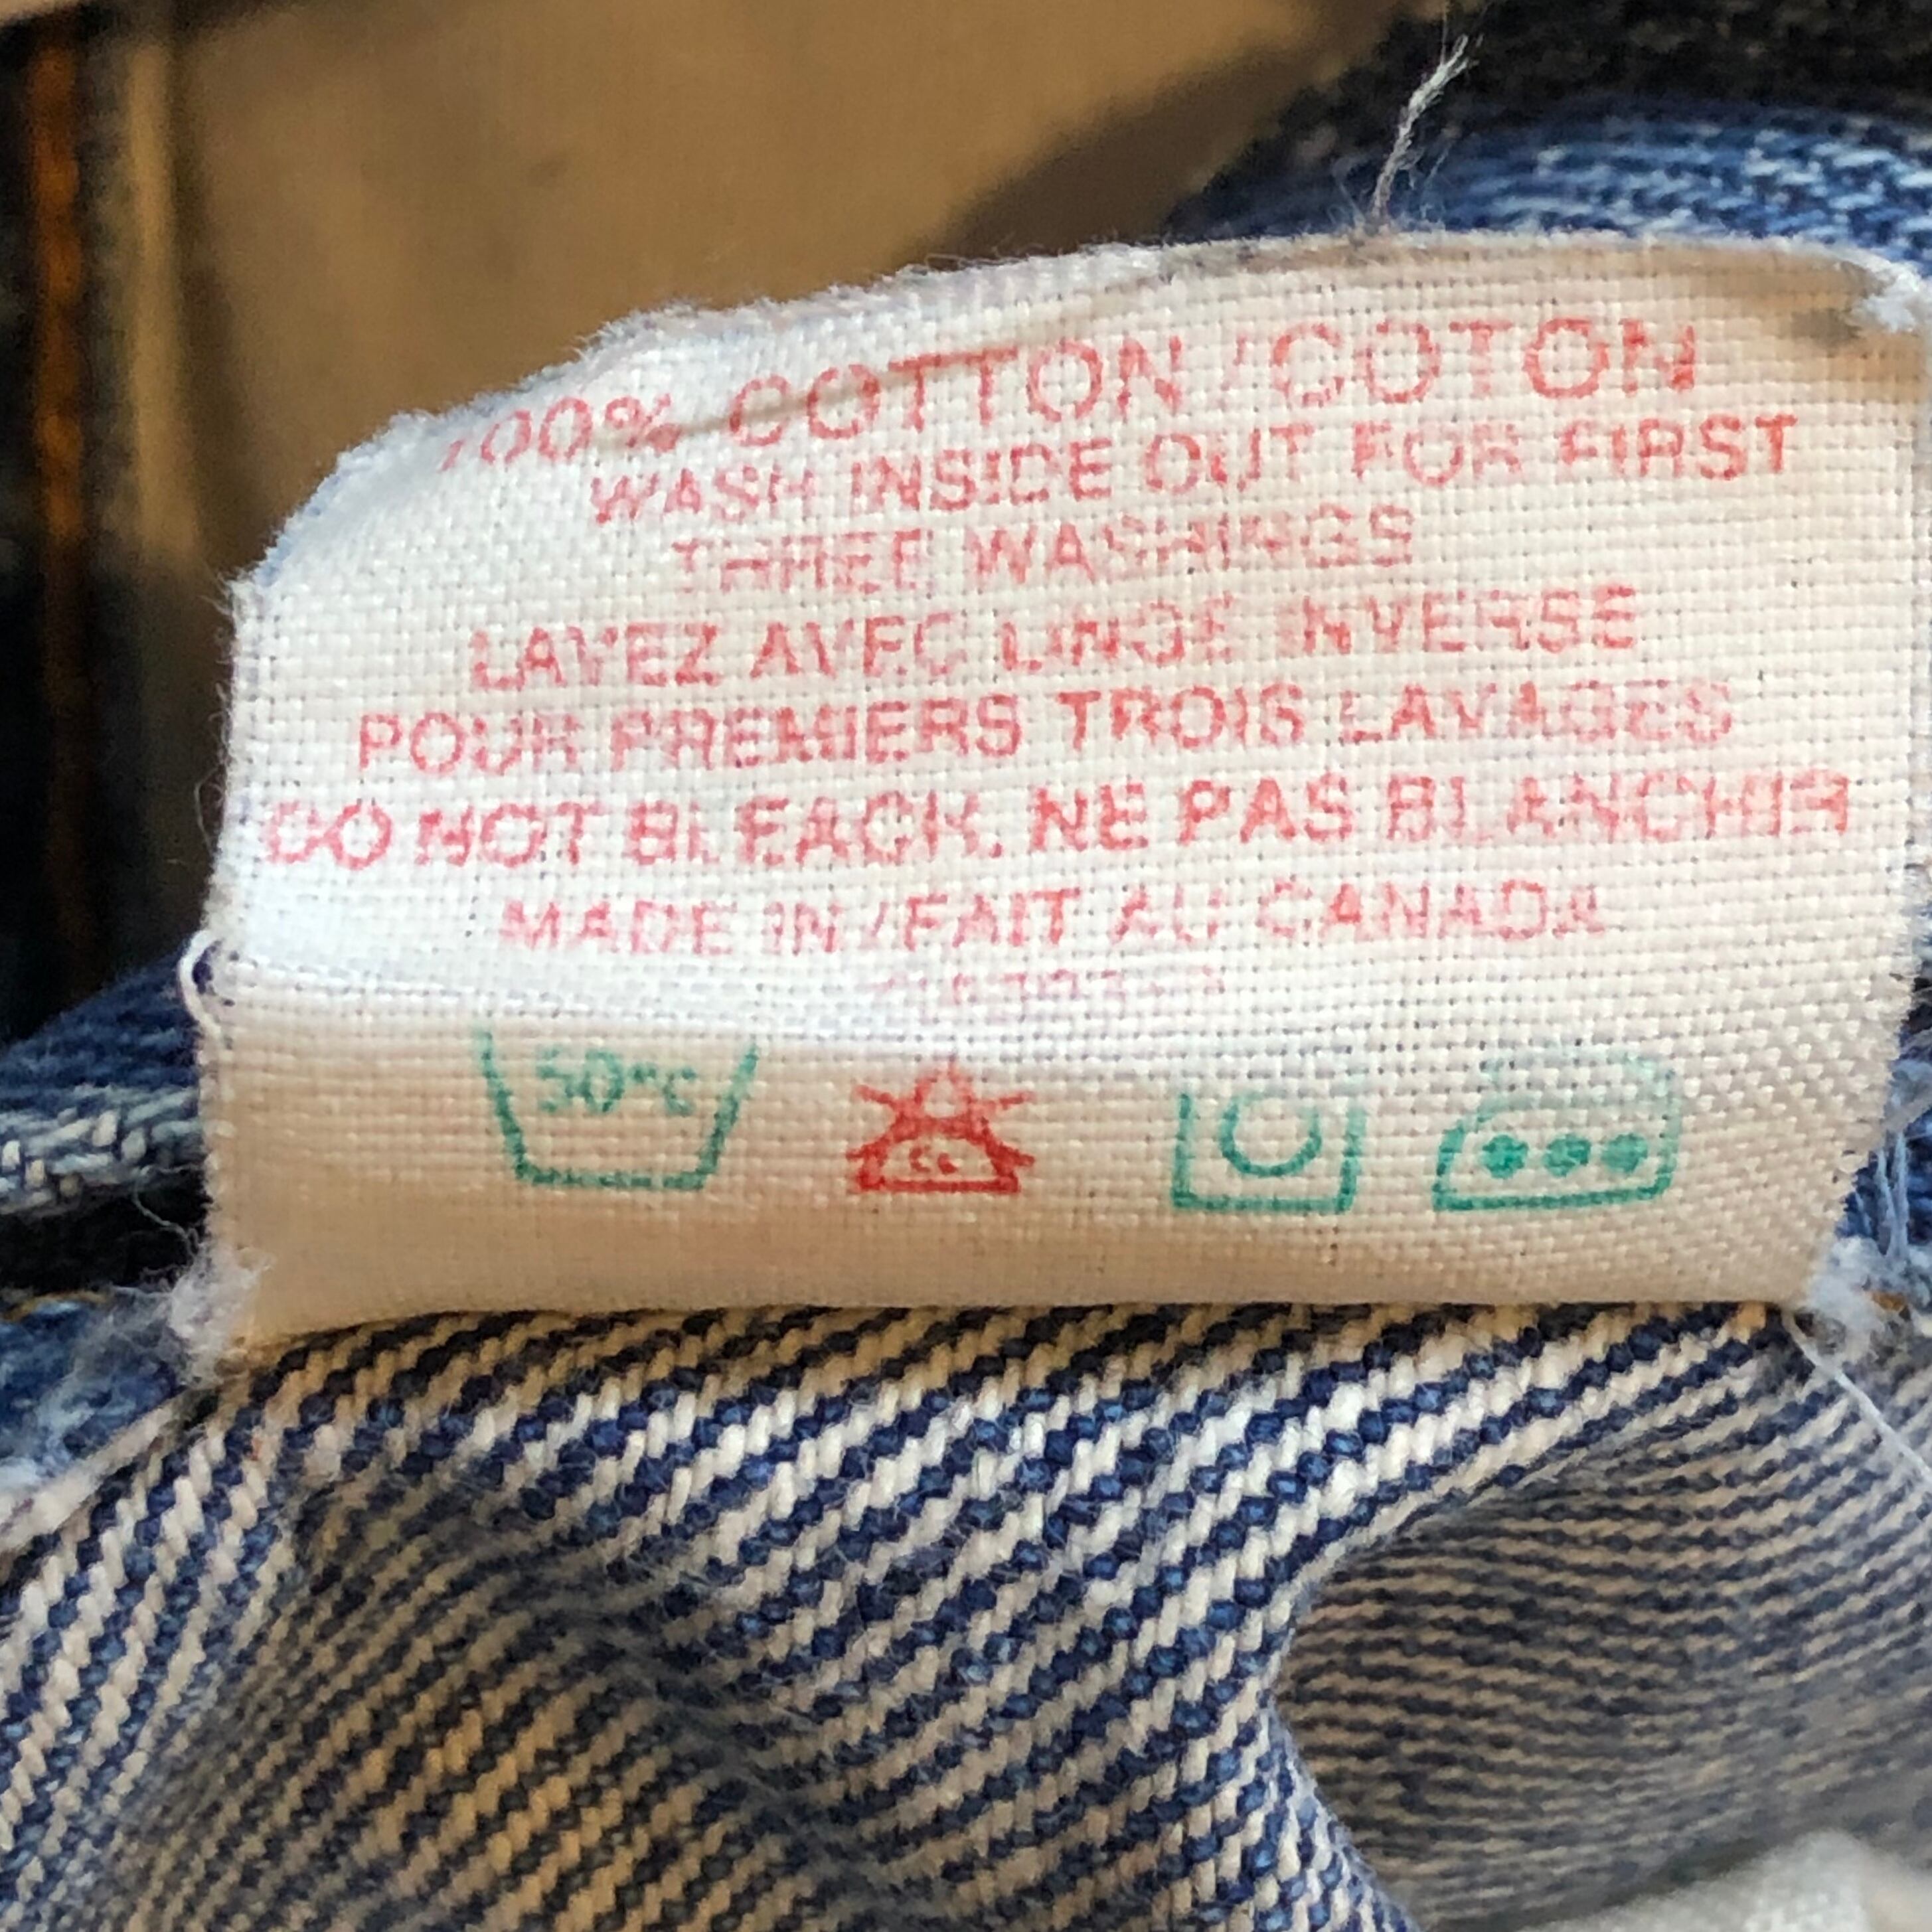 100% COTTON / COTON
WASH INSIDE OUT FOR FIRST
THREE WASHINGS
LAVEZ AVEC LINGE INVERSE
POUR PREMIERS TROIS LAVAGES
DO NOT BLEACH. NE PAS BLANCHIR
MADE IN / FAIT AU CANADA
50°C